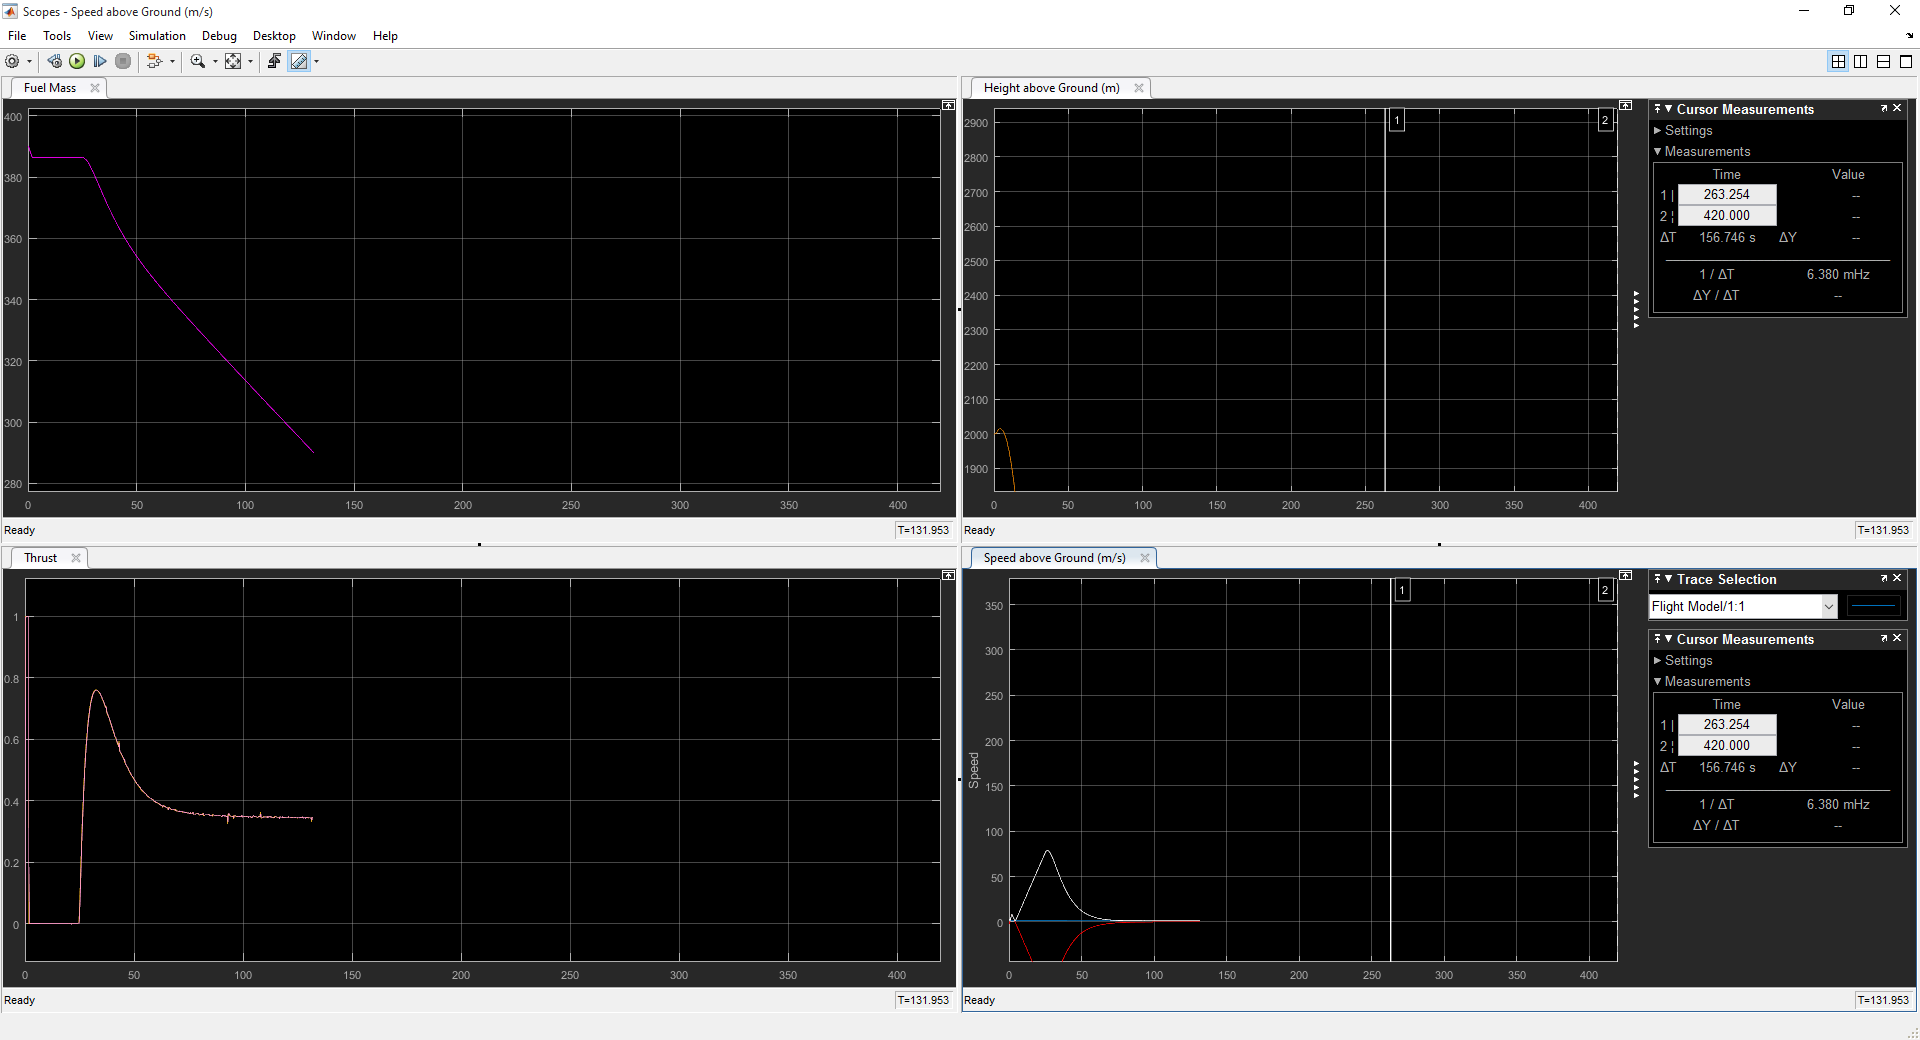 Scopes - Speed above Ground (m/s)
File Tools View Simulation Debug Desktop Window Help
Fuel Mass
400
380
360
340
320
300
280
0 50 100 150 200 250 300 350 400
Ready T=131.953
Height above Ground (m)
2900
2800
2700
2600
2500
2400
2300
2200
2100
2000
1900
0 50 100 150 200 250 300 350 400
1 2
Cursor Measurements
Settings
Measurements
Time Value
1 | 263.254 --
2 ¦ 420.000 --
ΔT 156.746 s ΔY --
1 / ΔT 6.380 mHz
ΔY / ΔT --
Ready T=131.953
Thrust
1
0.8
0.6
0.4
0.2
0
0 50 100 150 200 250 300 350 400
Ready T=131.953
Speed above Ground (m/s)
Speed
350
300
250
200
150
100
50
0
0 50 100 150 200 250 300 350 400
1 2
Trace Selection
Flight Model/1:1
Cursor Measurements
Settings
Measurements
Time Value
1 | 263.254 --
2 ¦ 420.000 --
ΔT 156.746 s ΔY --
1 / ΔT 6.380 mHz
ΔY / ΔT --
Ready T=131.953